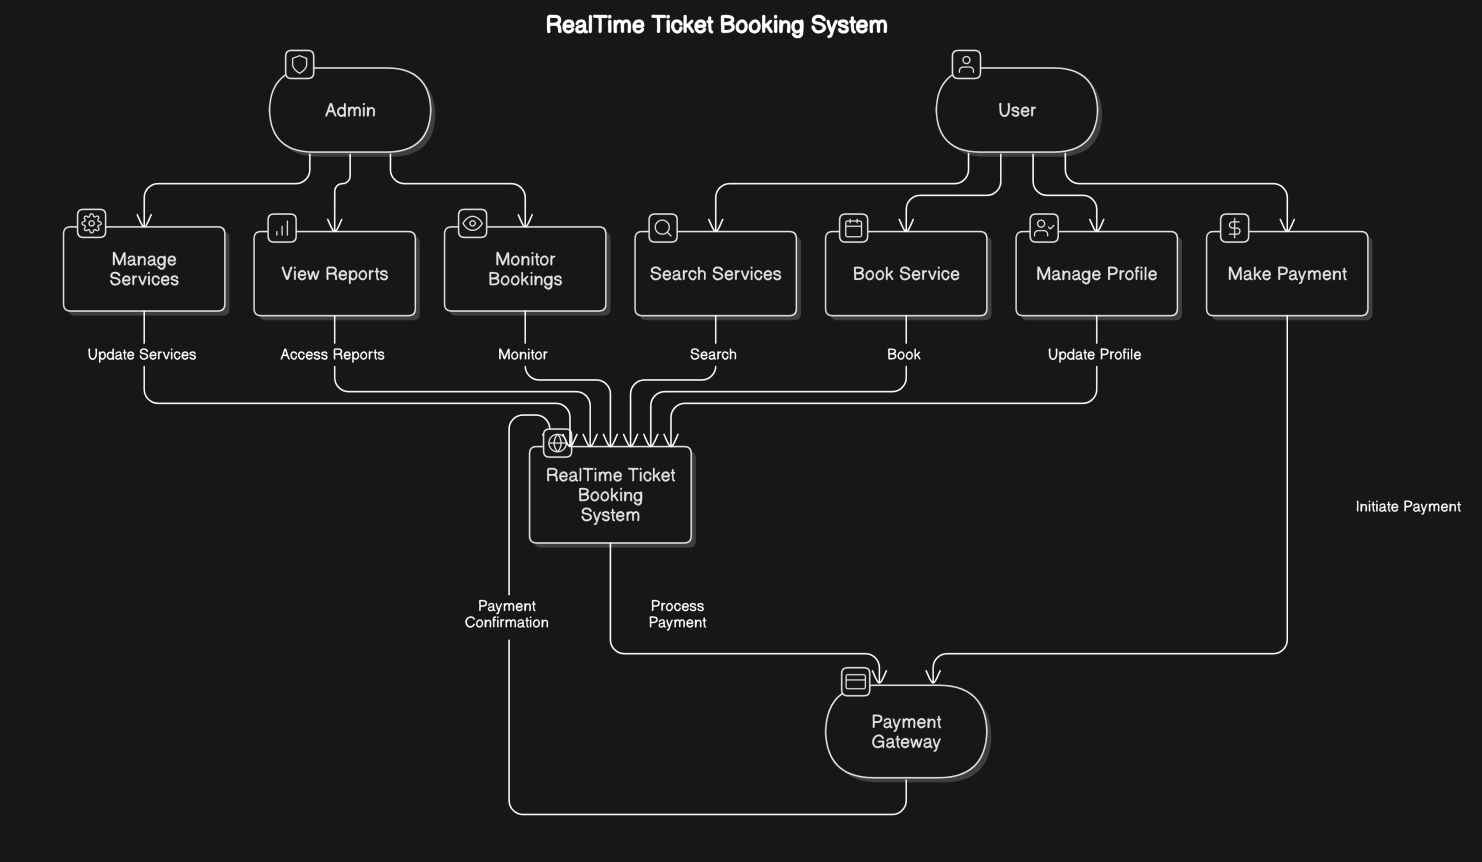 RealTime Ticket Booking System
Admin
User
Manage
Services
View Reports
Monitor
Bookings
Search Services
Book Service
Manage Profile
Make Payment
Update Services
Access Reports
Monitor
Search
Book
Update Profile
RealTime Ticket
Booking
System
Initiate Payment
Payment
Confirmation
Process
Payment
Payment
Gateway